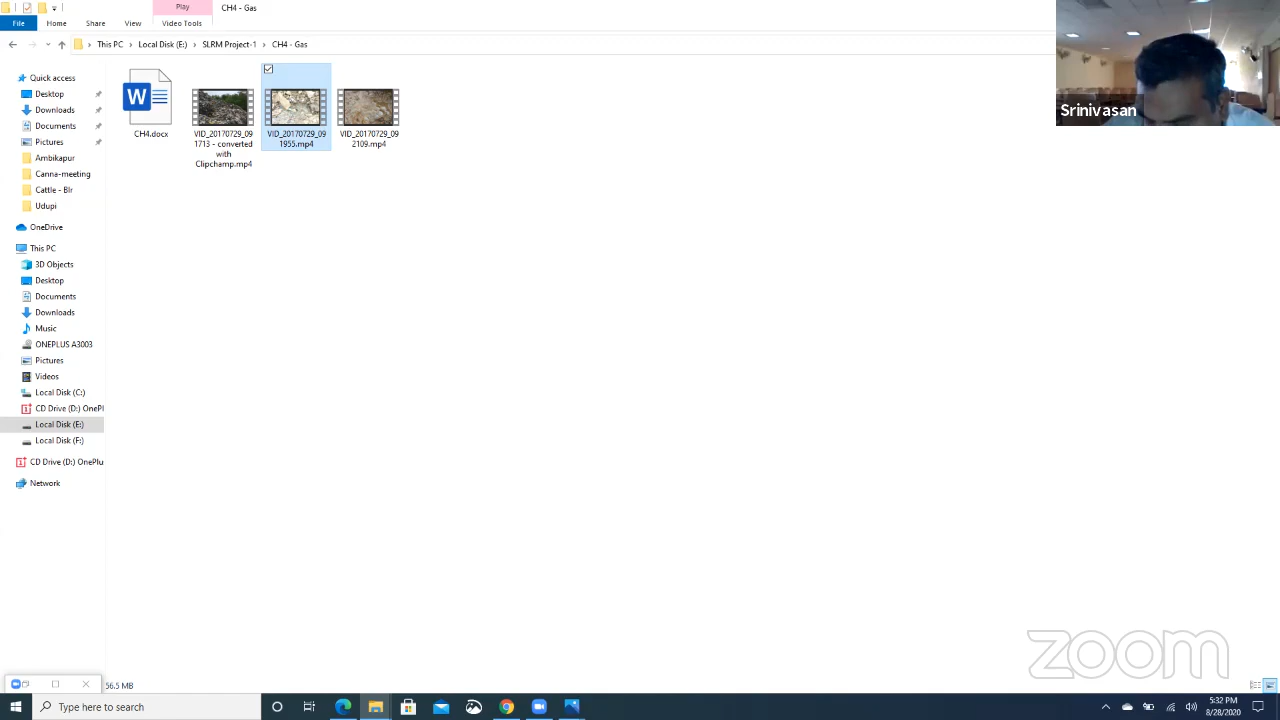 Play
CH4 - Gas
File
Home
Share
View
Video Tools
This PC
Local Disk (E:)
SLRM Project-1
CH4 - Gas
Quick access
Desktop
Downloads
Documents
Pictures
Ambikapur
Canna-meeting
Cattle - Blr
Udupi
OneDrive
This PC
3D Objects
Desktop
Documents
Downloads
Music
ONEPLUS A3003
Pictures
Videos
Local Disk (C:)
CD Drive (D:) OnePl
Local Disk (E:)
Local Disk (F:)
CD Drive (D:) OnePlu
Network
W
CH4.docx
VID_20170729_09
1713 - converted
with
Clipchamp.mp4
VID_20170729_09
1955.mp4
VID_20170729_09
2109.mp4
Srinivasan
zoom
56.5 MB
Type here to search
5:32 PM
8/28/2020